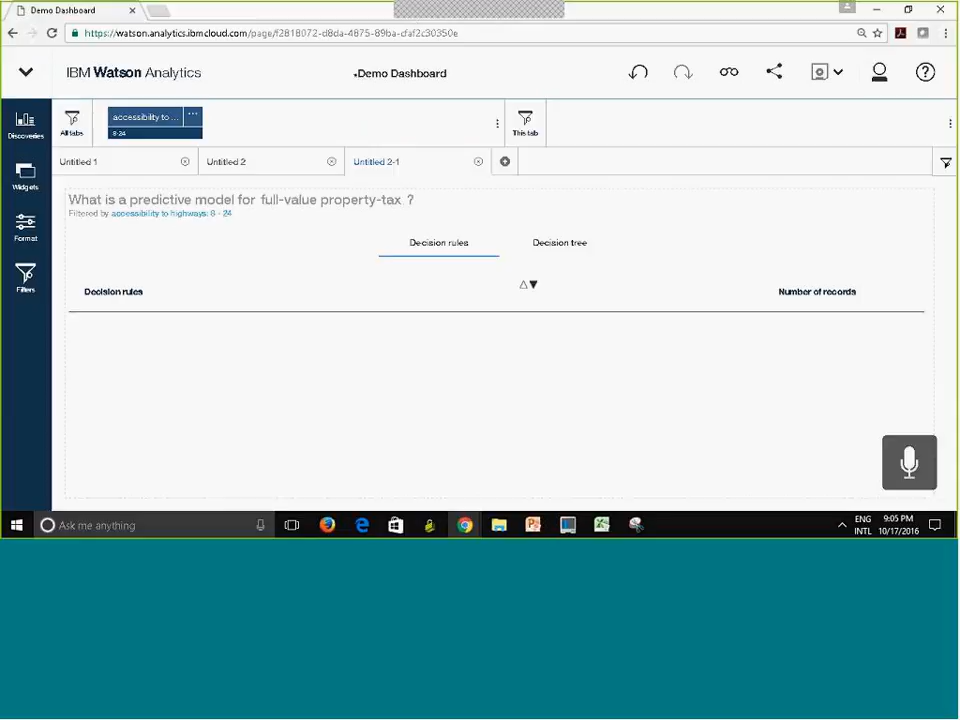 Demo Dashboard
https://watson.analytics.ibmcloud.com/page/f2818072-d8da-4875-89ba-cfaf2c30350e
IBM Watson Analytics
•Demo Dashboard
Discoveries
Widgets
Format
Filters
All tabs
accessibility to ... ...
8-24
This tab
Untitled 1
Untitled 2
Untitled 2-1
What is a predictive model for full-value property-tax ?
Filtered by accessibility to highways: 8 - 24
Decision rules
Decision tree
Decision rules
Number of records
Ask me anything
ENG
INTL
9:05 PM
10/17/2016